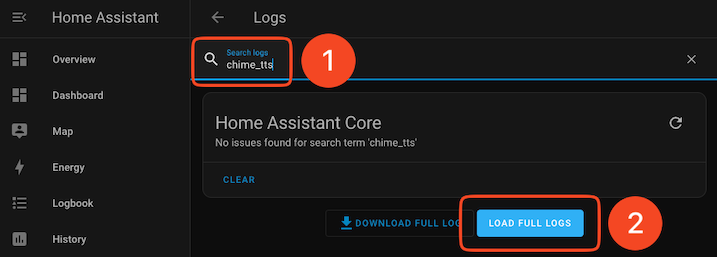 Home Assistant
Logs
Search logs
chime_tts
1
Overview
Dashboard
Map
Energy
Logbook
History
Home Assistant Core
No issues found for search term 'chime_tts'
CLEAR
DOWNLOAD FULL LOG
LOAD FULL LOGS
2